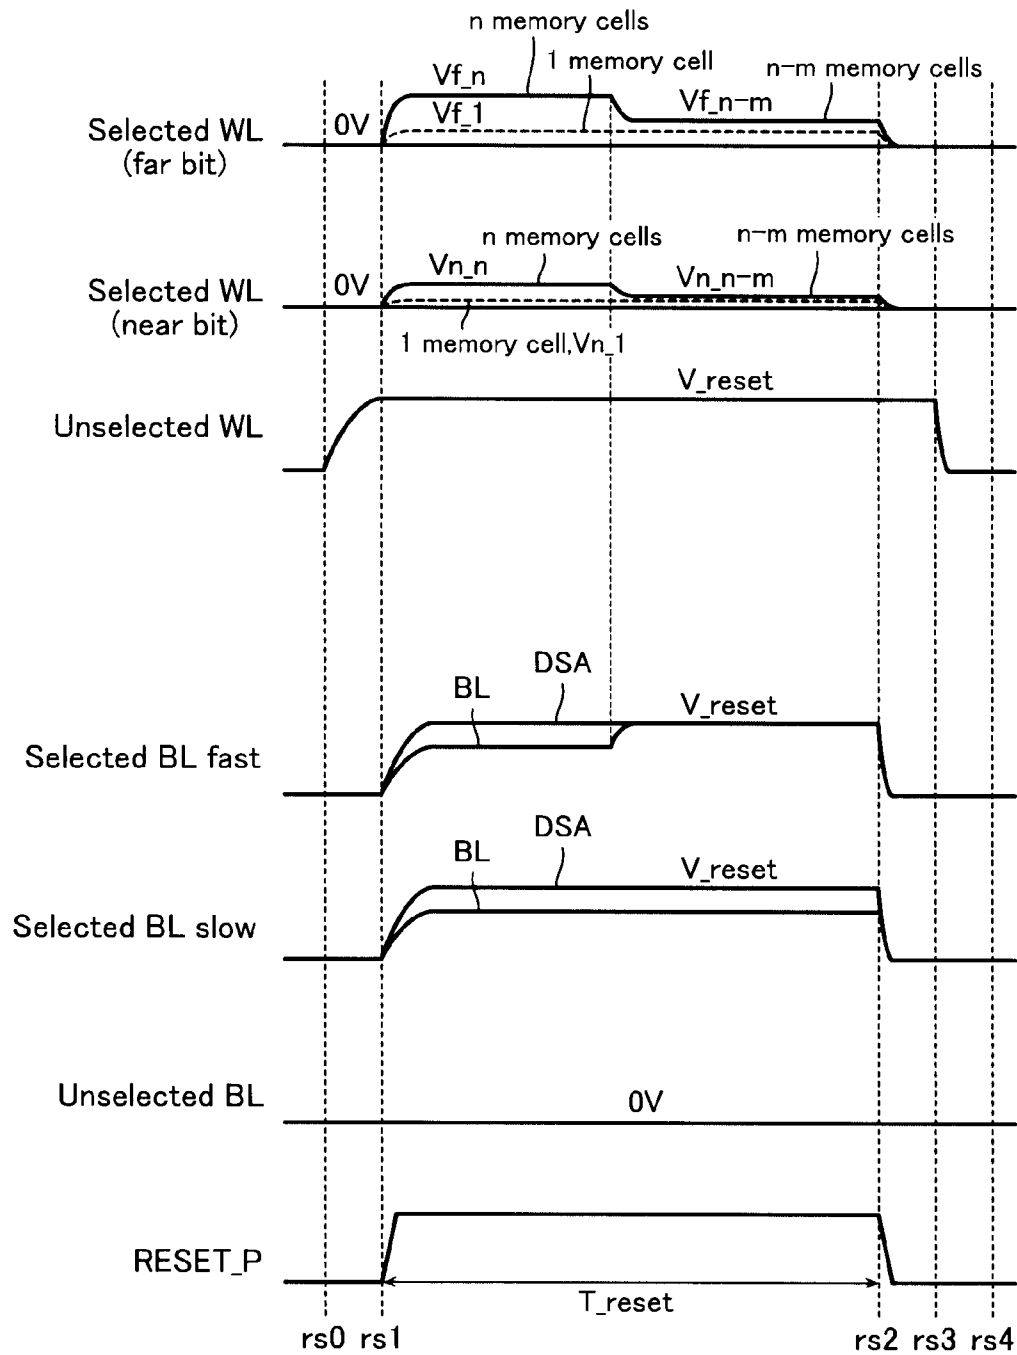 n memory cells
1 memory cell
n-m memory cells
Vf_n
Vf_n-m
Vf_1
Selected WL
(far bit)
0V
n memory cells
n-m memory cells
Vn_n
Vn_n-m
Selected WL
(near bit)
0V
1 memory cell,Vn_1
V_reset
Unselected WL
DSA
BL
V_reset
Selected BL fast
DSA
BL
V_reset
Selected BL slow
Unselected BL
0V
RESET_P
T_reset
rs0 rs1 rs2 rs3 rs4